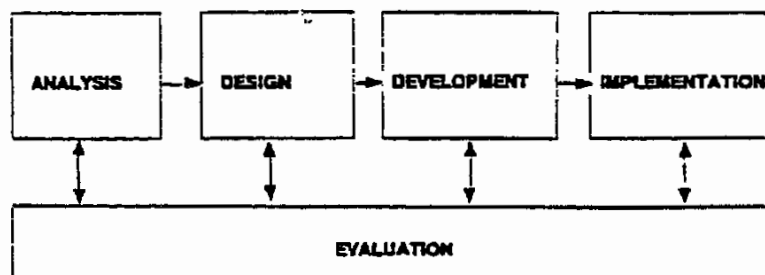 ANALYSIS
DESIGN
DEVELOPMENT
IMPLEMENTATION
EVALUATION